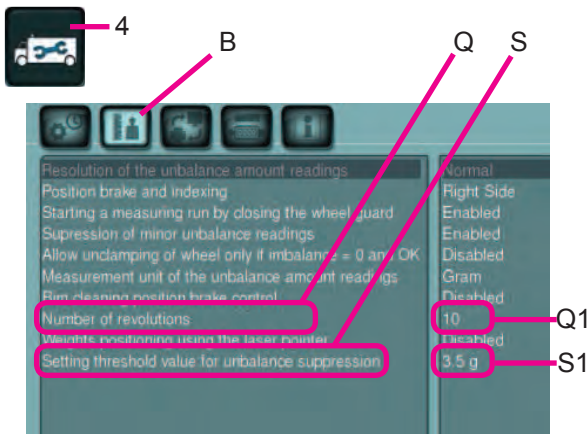 4
B
Q
S
Resolution of the unbalance amount readings Normal
Position brake and indexing Right Side
Starting a measuring run by closing the wheel guard Enabled
Supression of minor unbalance readings Enabled
Allow unclamping of wheel only if imbalance = 0 and OK Disabled
Measurement unit of the unbalance amount readings Gram
Rim cleaning position brake control Disabled
Number of revolutions 10
Q1
Weights positioning using the laser pointer Disabled
Setting threshold value for unbalance suppression 3.5 g
S1